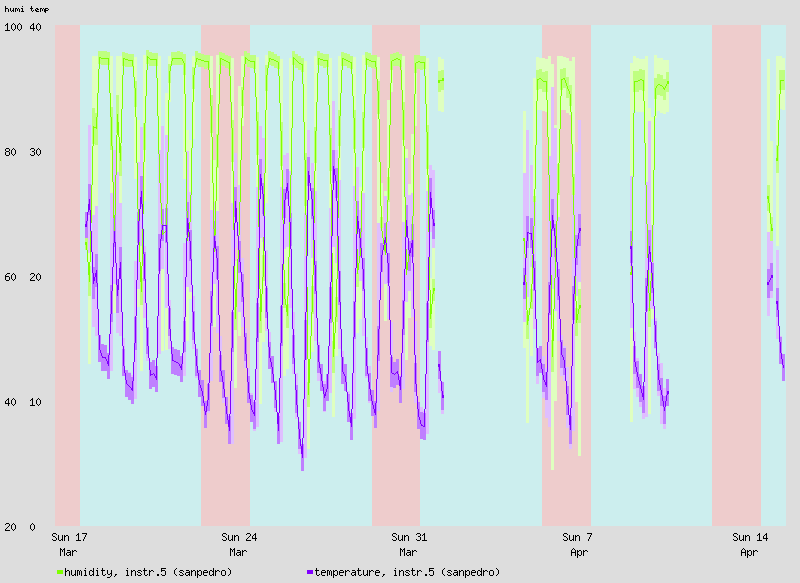 humi temp
100 40
80 30
60 20
40 10
20 0
Sun 17 Sun 24 Sun 31 Sun 7 Sun 14
Mar Mar Mar Apr Apr
humidity, instr.5 (sanpedro) temperature, instr.5 (sanpedro)